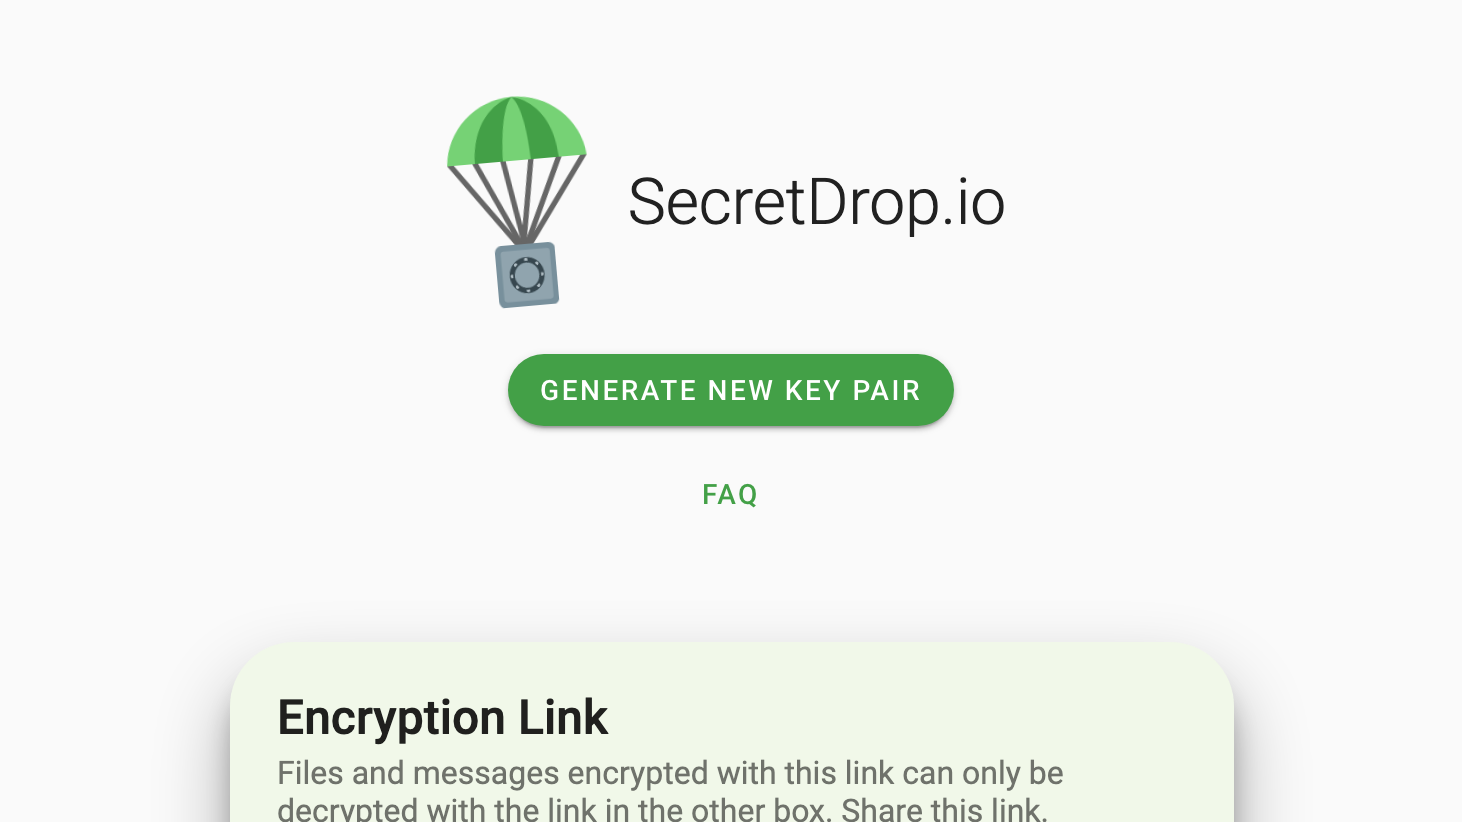 SecretDrop.io
GENERATE NEW KEY PAIR
FAQ
Encryption Link
Files and messages encrypted with this link can only be
decrypted with the link in the other box. Share this link.